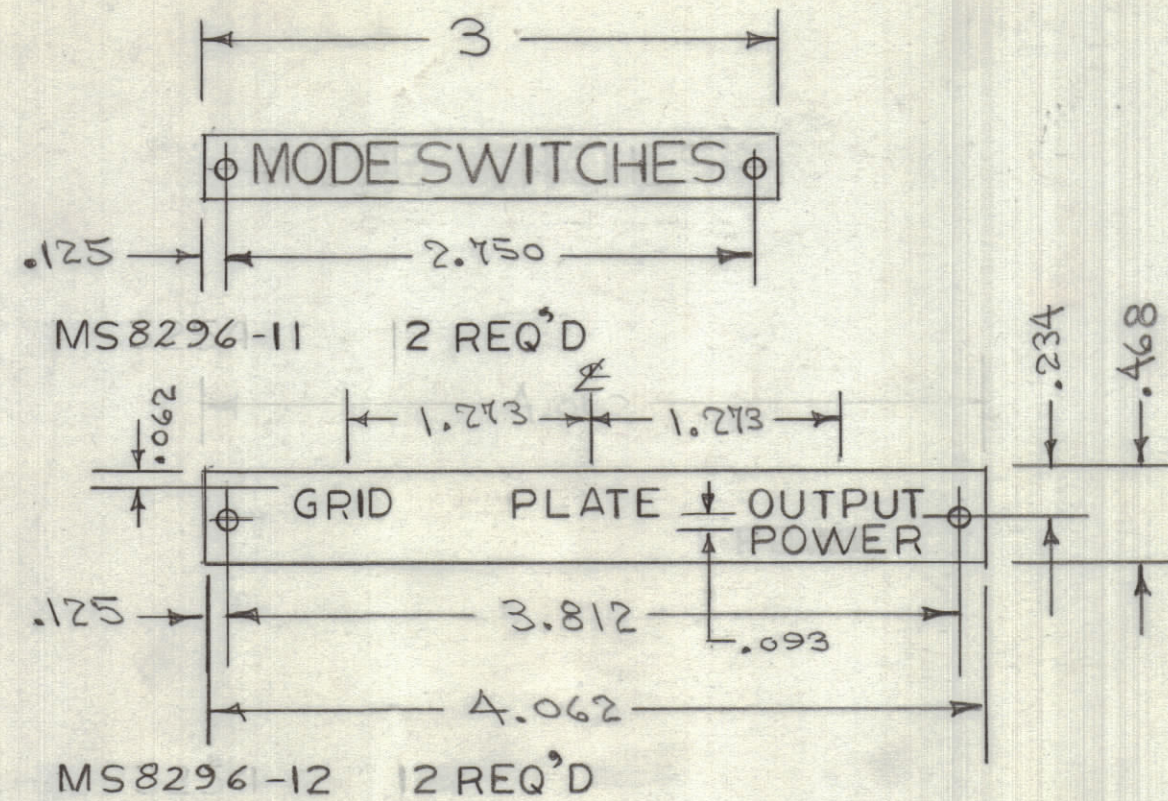 3
MODE SWITCHES
.125 2.750
MS8296-11 2 REQ'D
.234
.468
.062
℄
1.273 1.273
GRID PLATE OUTPUT
POWER
.125 3.812
.093
4.062
MS8296-12 2 REQ'D